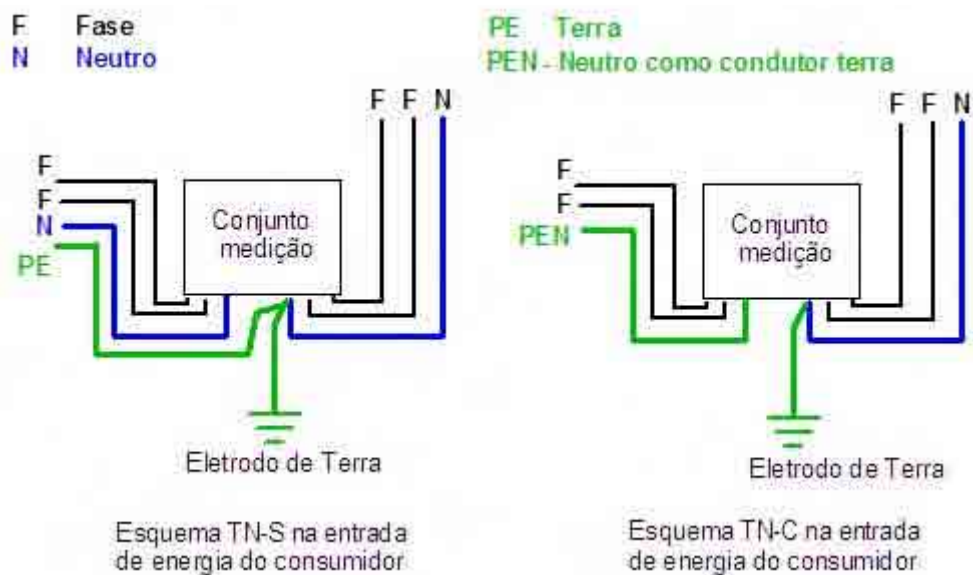 F Fase
N Neutro
PE Terra
PEN - Neutro como condutor terra
F F N
F
F
N
PE
Conjunto
medição
Eletrodo de Terra
Esquema TN-S na entrada
de energia do consumidor
F F N
F
F
PEN
Conjunto
medição
Eletrodo de Terra
Esquema TN-C na entrada
de energia do consumidor